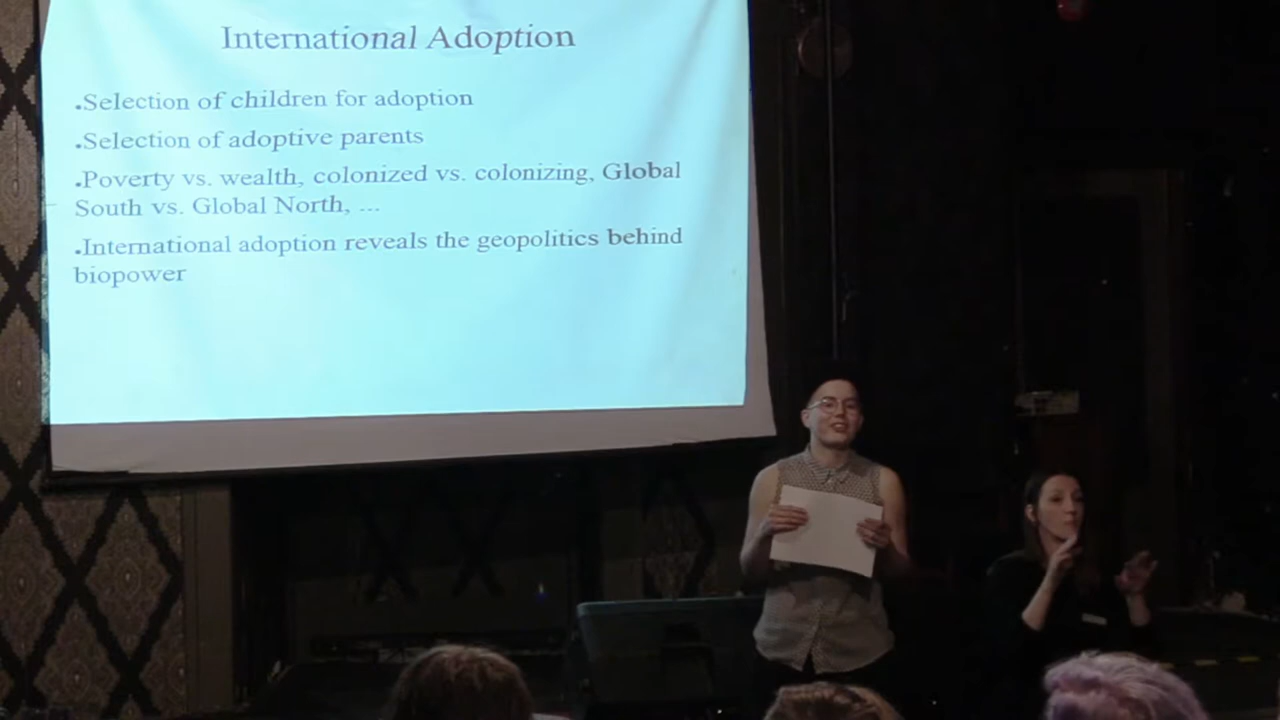 International Adoption
.Selection of children for adoption
.Selection of adoptive parents
.Poverty vs. wealth, colonized vs. colonizing, Global
South vs. Global North, ...
.International adoption reveals the geopolitics behind
biopower